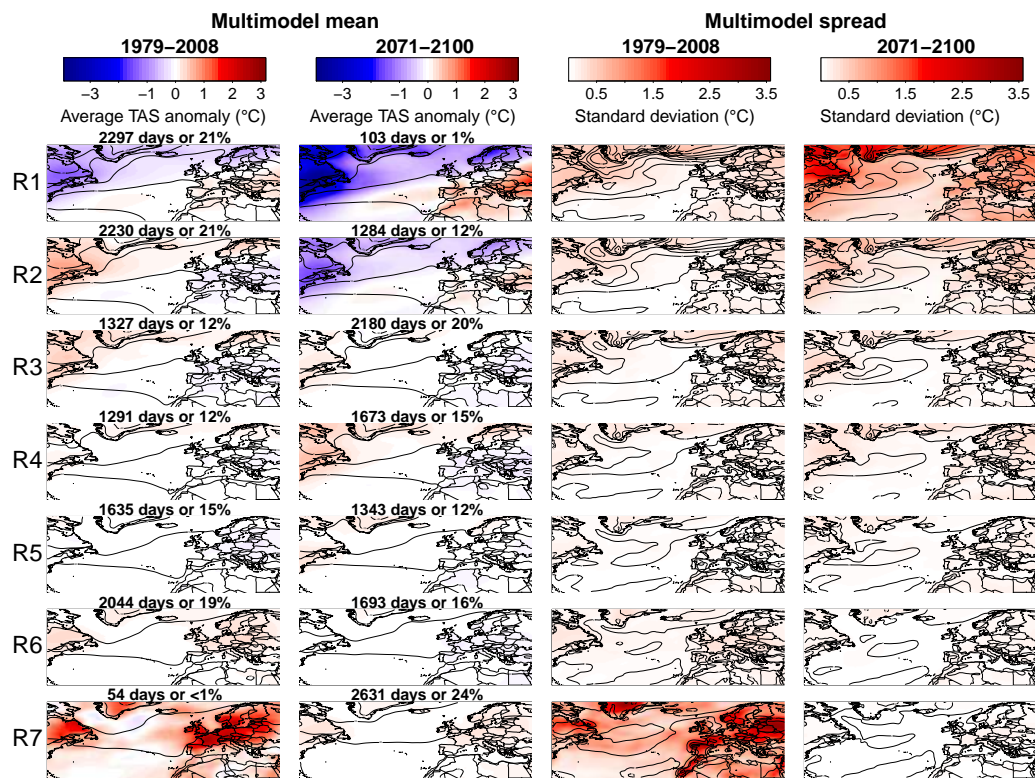 Multimodel mean Multimodel spread
1979−2008 2071−2100 1979−2008 2071−2100
−3 −2 −1 0 1 2 3 −3 −2 −1 0 1 2 3 0.5 1.5 2.5 3.5 0.5 1.5 2.5 3.5
Average TAS anomaly (°C) Average TAS anomaly (°C) Standard deviation (°C) Standard deviation (°C)
2297 days or 21% 103 days or 1%
R1
2230 days or 21% 1284 days or 12%
R2
1327 days or 12% 2180 days or 20%
R3
1291 days or 12% 1673 days or 15%
R4
1635 days or 15% 1343 days or 12%
R5
2044 days or 19% 1693 days or 16%
R6
54 days or <1% 2631 days or 24%
R7